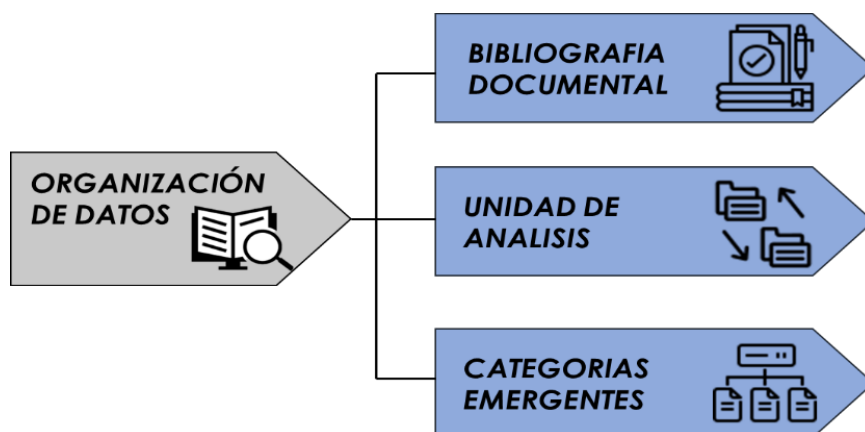 ORGANIZACIÓN
DE DATOS
BIBLIOGRAFIA
DOCUMENTAL
UNIDAD DE
ANALISIS
CATEGORIAS
EMERGENTES